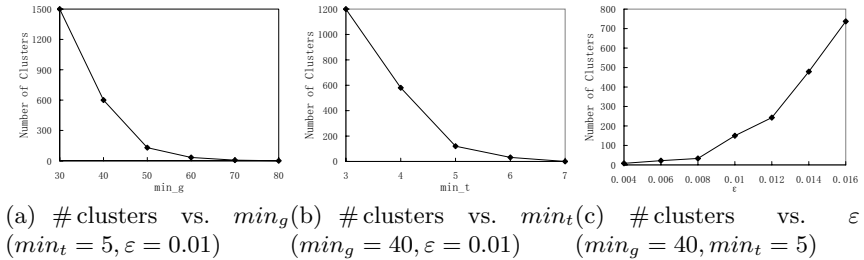 1500
1200
900
600
300
0
30 40 50 60 70 80
min_g
Number of Clusters
1200
1000
800
600
400
200
0
3 4 5 6 7
min_t
Number of Clusters
800
700
600
500
400
300
200
100
0
0.004 0.006 0.008 0.01 0.012 0.014 0.016
ε
Number of Clusters
(a) # clusters vs. min_g
(min_t = 5, ε = 0.01)
(b) # clusters vs. min_t
(min_g = 40, ε = 0.01)
(c) # clusters vs. ε
(min_g = 40, min_t = 5)